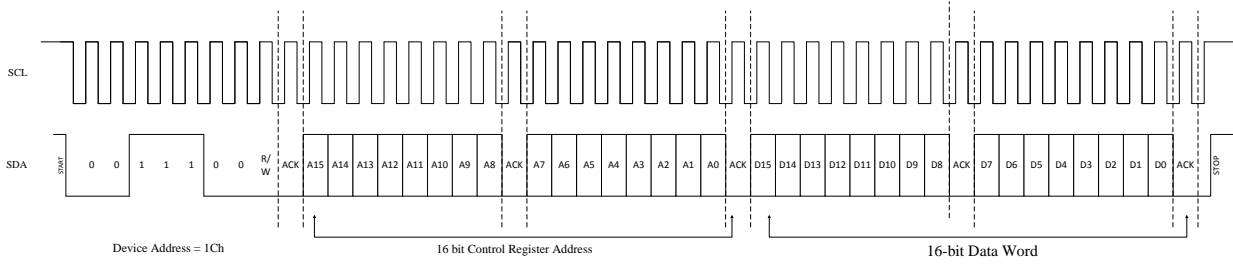 SCL
SDA
START 0 0 1 1 1 0 0 R/W ACK A15 A14 A13 A12 A11 A10 A9 A8 ACK A7 A6 A5 A4 A3 A2 A1 A0 ACK D15 D14 D13 D12 D11 D10 D9 D8 ACK D7 D6 D5 D4 D3 D2 D1 D0 ACK STOP
Device Address = 1Ch
16 bit Control Register Address
16-bit Data Word